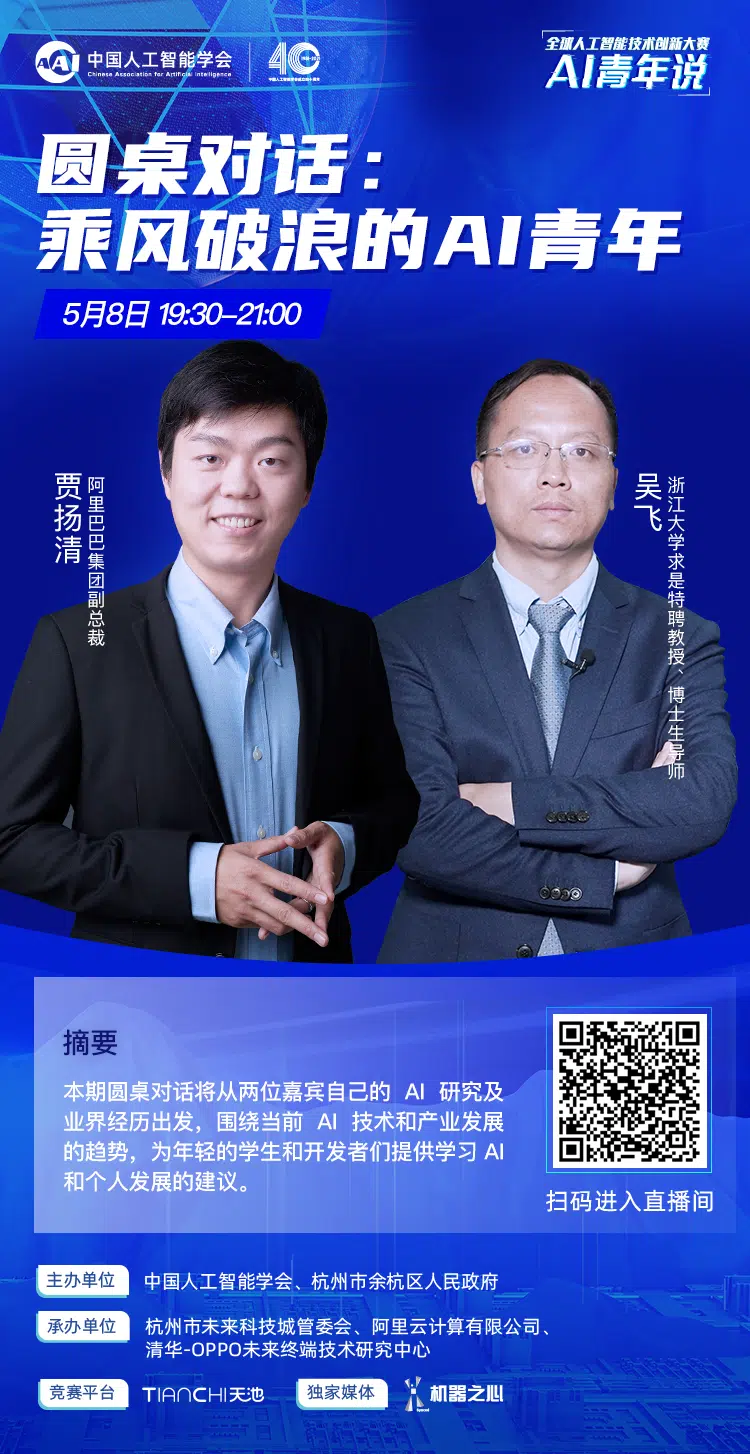 中国人工智能学会
Chinese Association for Artificial Intelligence
全球人工智能技术创新大赛
AI青年说
圆桌对话：
乘风破浪的AI青年
5月8日 19:30–21:00
贾扬清
阿里巴巴集团副总裁
吴飞
浙江大学求是特聘教授、博士生导师
摘要
本期圆桌对话将从两位嘉宾自己的 AI 研究及
业界经历出发，围绕当前 AI 技术和产业发展
的趋势，为年轻的学生和开发者们提供学习 AI
和个人发展的建议。
扫码进入直播间
主办单位 中国人工智能学会、杭州市余杭区人民政府
承办单位 杭州市未来科技城管委会、阿里云计算有限公司、
清华-OPPO未来终端技术研究中心
竞赛平台 TIANCHI天池 独家媒体 机器之心